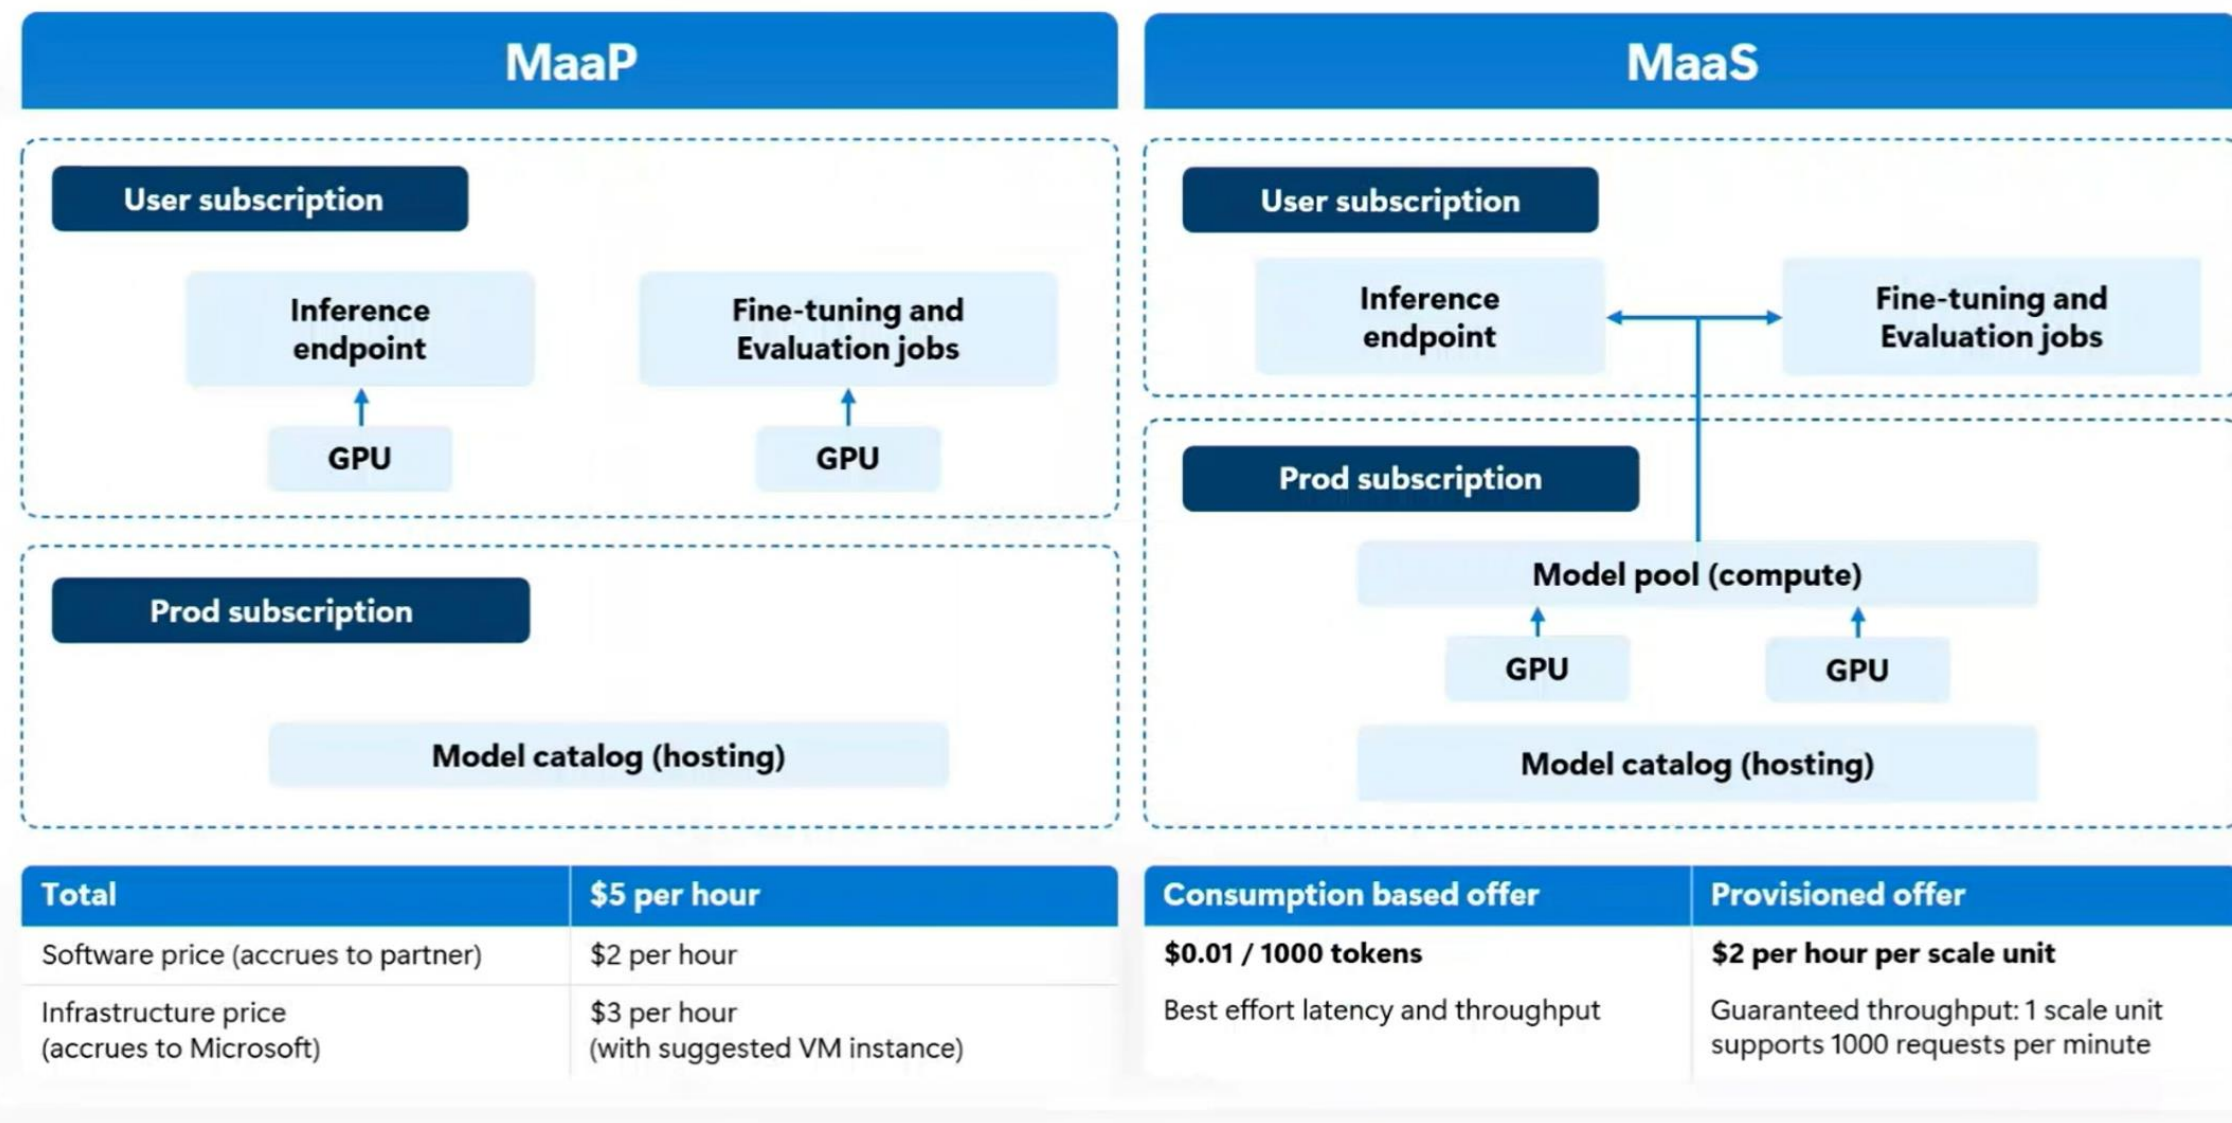 MaaP
User subscription
Inference
endpoint
Fine-tuning and
Evaluation jobs
GPU
GPU
Prod subscription
Model catalog (hosting)
Total
$5 per hour
Software price (accrues to partner)
$2 per hour
Infrastructure price
(accrues to Microsoft)
$3 per hour
(with suggested VM instance)
MaaS
User subscription
Inference
endpoint
Fine-tuning and
Evaluation jobs
Prod subscription
Model pool (compute)
GPU
GPU
Model catalog (hosting)
Consumption based offer
$0.01 / 1000 tokens
Best effort latency and throughput
Provisioned offer
$2 per hour per scale unit
Guaranteed throughput: 1 scale unit
supports 1000 requests per minute